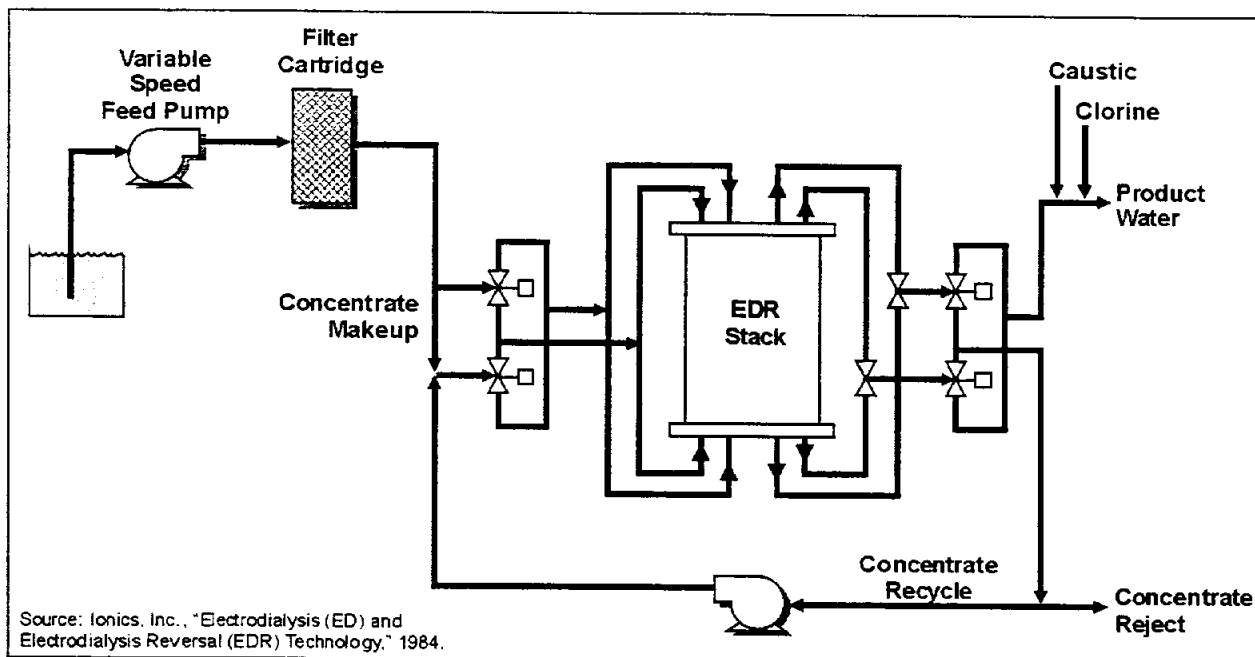 Variable
Speed
Feed Pump
Filter
Cartridge
Caustic
Clorine
Product
Water
Concentrate
Makeup
EDR
Stack
Concentrate
Recycle
Concentrate
Reject
Source: Ionics, Inc., "Electrodialysis (ED) and
Electrodialysis Reversal (EDR) Technology," 1984.